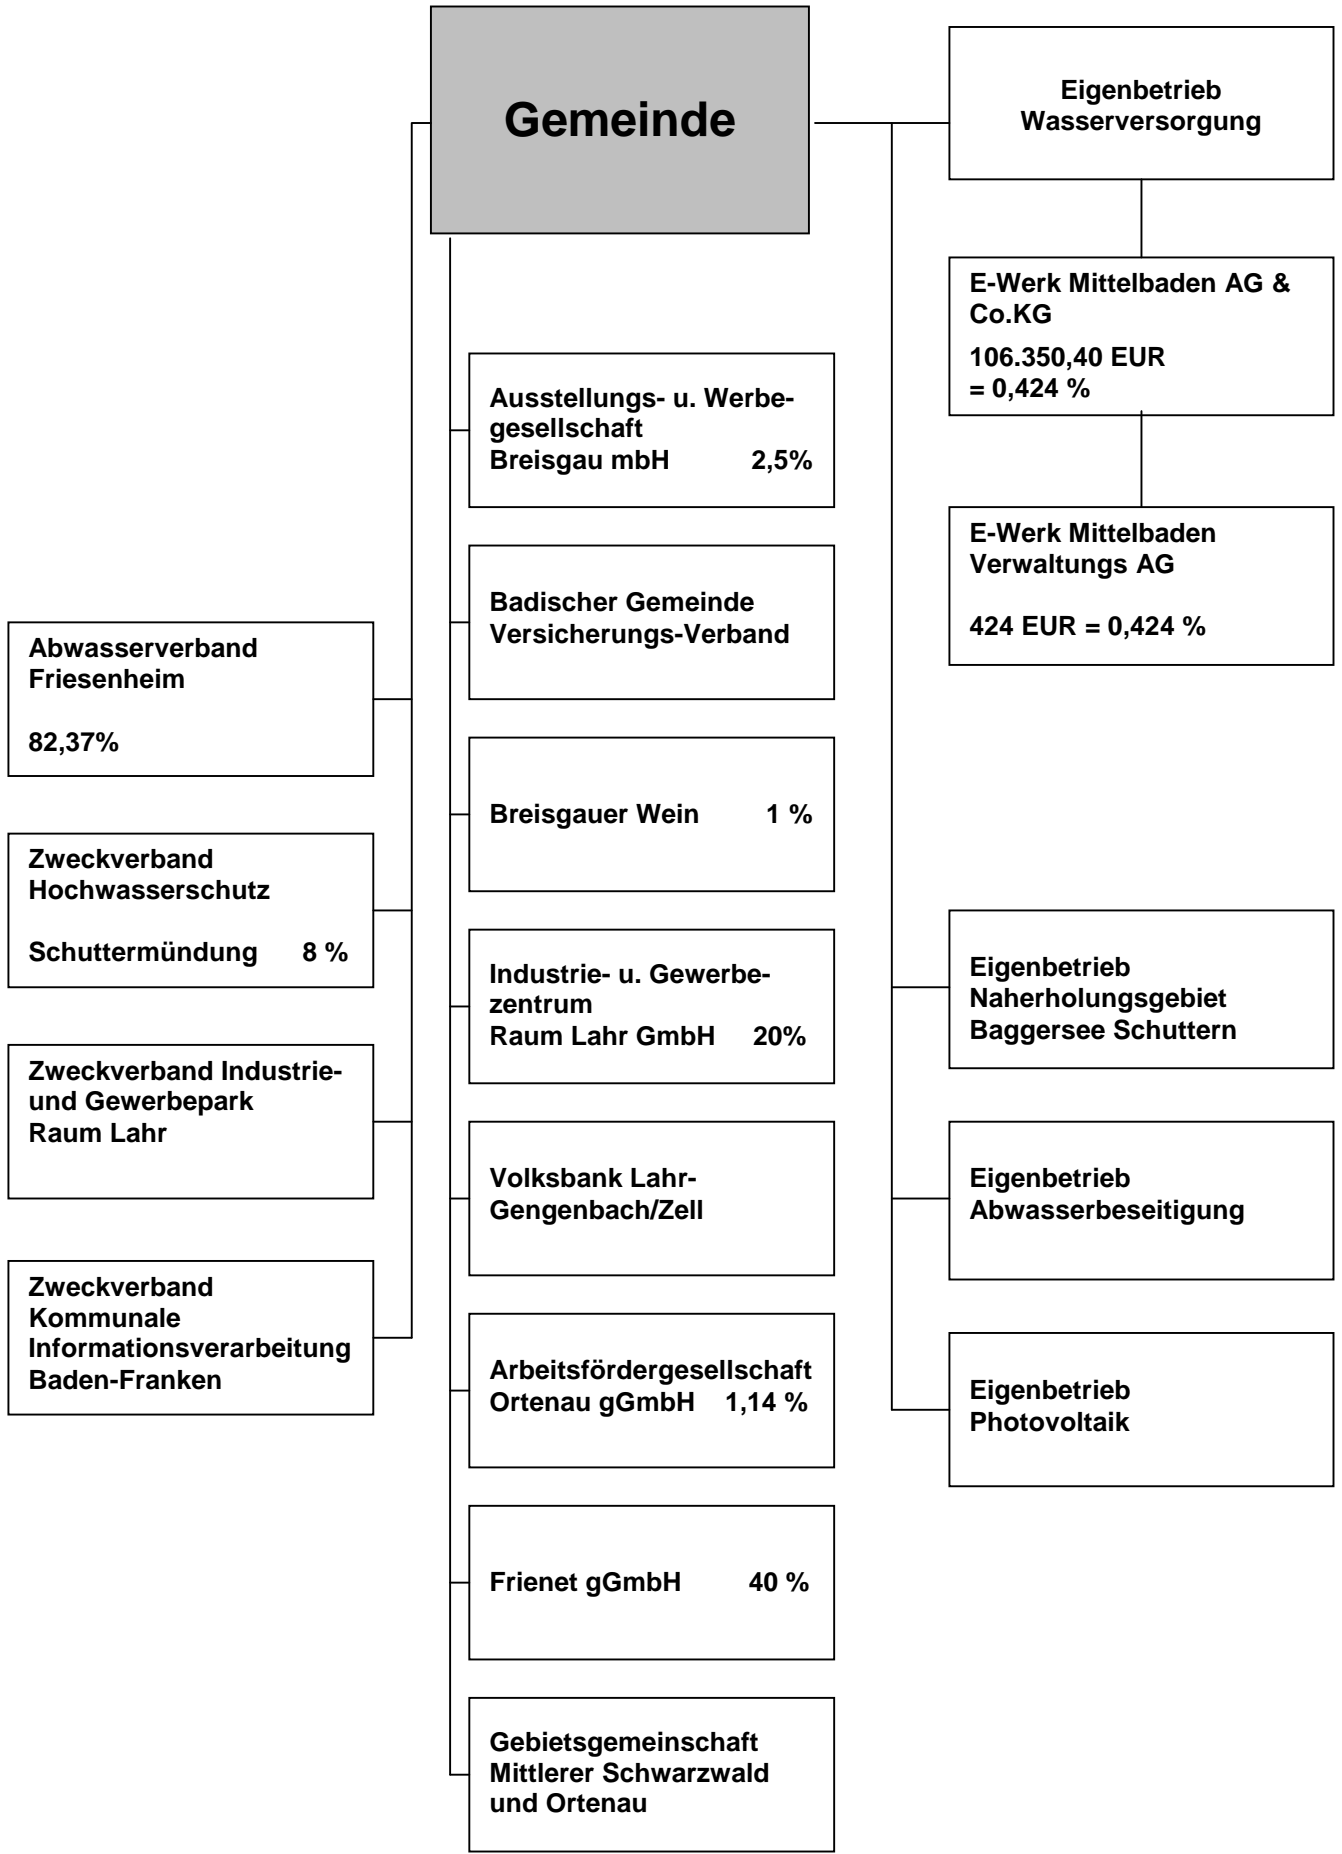 Gemeinde
Eigenbetrieb
Wasserversorgung
E-Werk Mittelbaden AG &
Co.KG
106.350,40 EUR
= 0,424 %
E-Werk Mittelbaden
Verwaltungs AG
424 EUR = 0,424 %
Abwasserverband
Friesenheim
82,37%
Zweckverband
Hochwasserschutz
Schuttermündung 8 %
Zweckverband Industrie-
und Gewerbepark
Raum Lahr
Zweckverband
Kommunale
Informationsverarbeitung
Baden-Franken
Ausstellungs- u. Werbe-
gesellschaft
Breisgau mbH 2,5%
Badischer Gemeinde
Versicherungs-Verband
Breisgauer Wein 1 %
Industrie- u. Gewerbe-
zentrum
Raum Lahr GmbH 20%
Volksbank Lahr-
Gengenbach/Zell
Arbeitsfördergesellschaft
Ortenau gGmbH 1,14 %
Frienet gGmbH 40 %
Gebietsgemeinschaft
Mittlerer Schwarzwald
und Ortenau
Eigenbetrieb
Naherholungsgebiet
Baggersee Schuttern
Eigenbetrieb
Abwasserbeseitigung
Eigenbetrieb
Photovoltaik